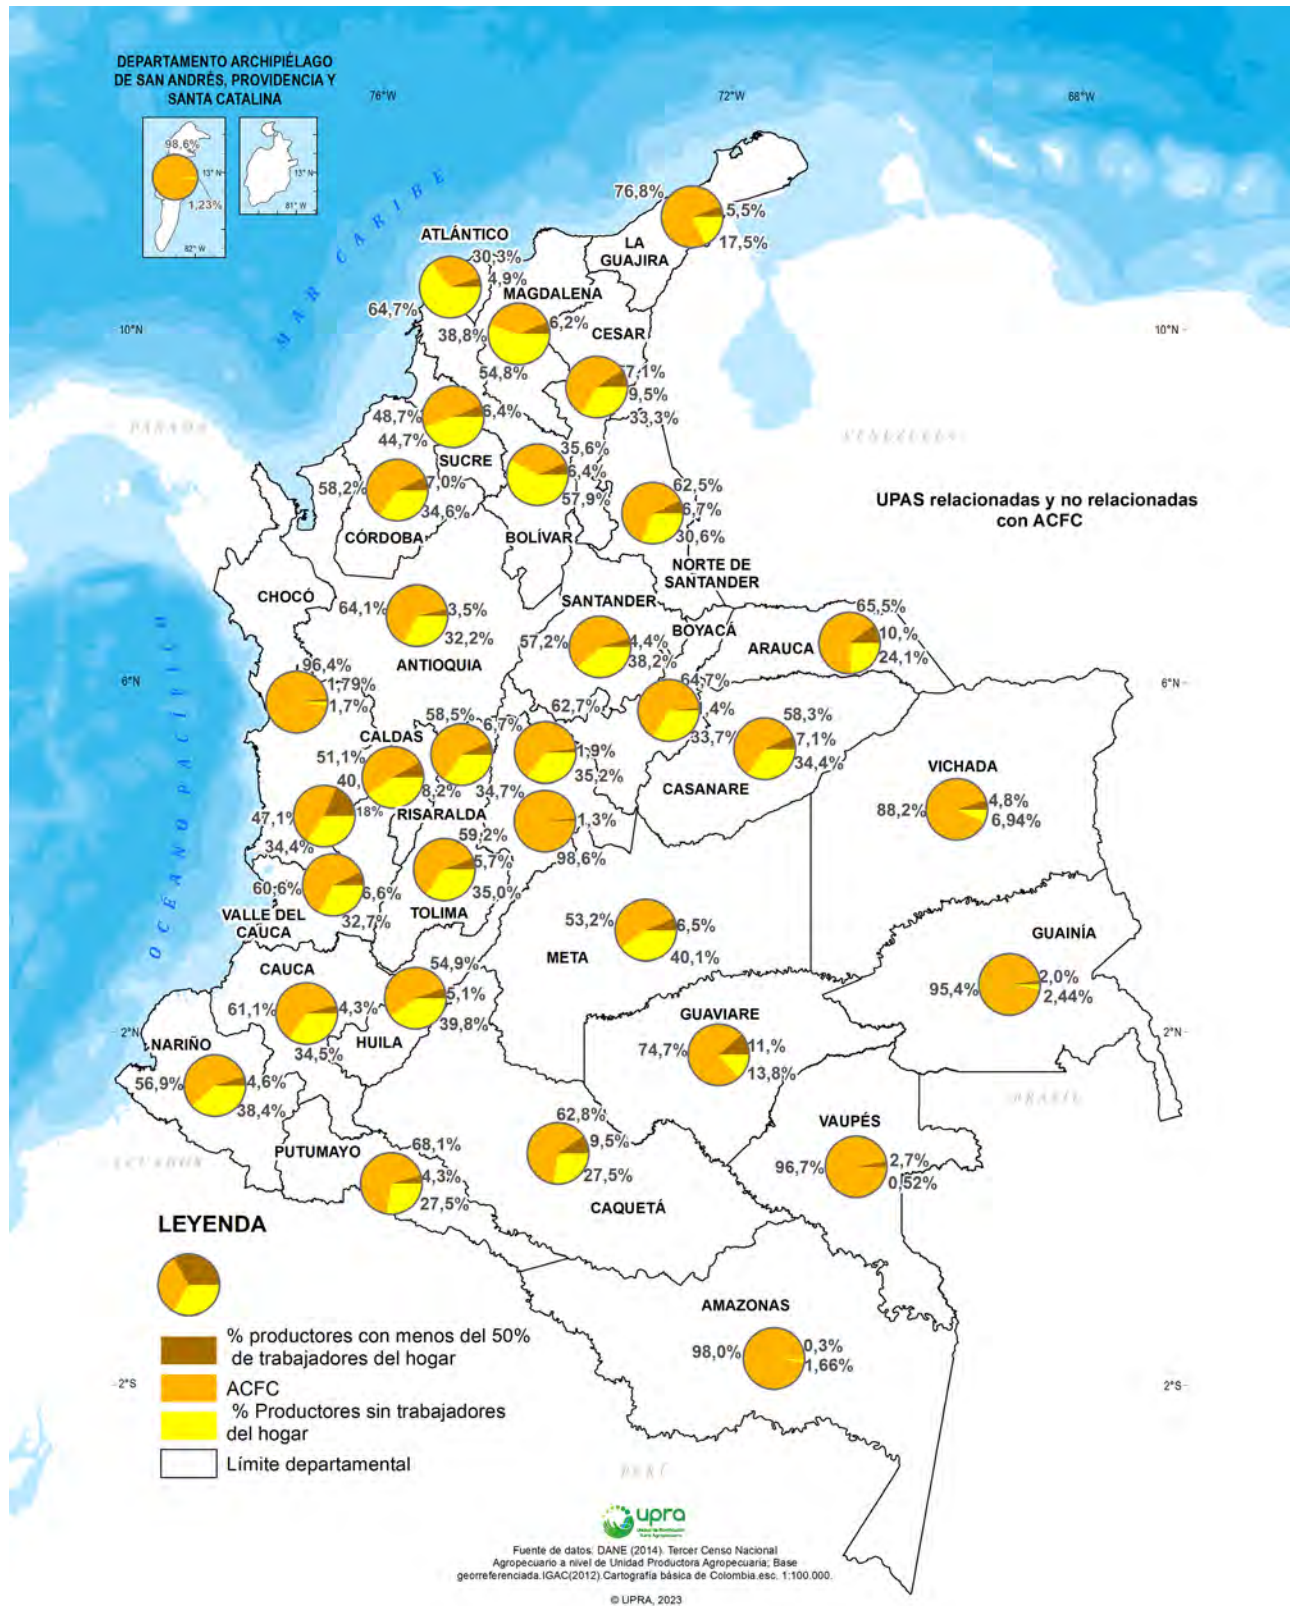 DEPARTAMENTO ARCHIPIÉLAGO
DE SAN ANDRÉS, PROVIDENCIA Y
SANTA CATALINA
76°W
72°W
68°W
98,6%
13° N
1,23%
82° W
13° N
81° W
MAR CARIBE
76,8%
5,5%
17,5%
LA
GUAJIRA
ATLÁNTICO
30,3%
4,9%
64,7%
MAGDALENA
38,8%
6,2%
54,8%
CESAR
57,1%
9,5%
33,3%
10°N
10°N
48,7%
6,4%
44,7%
SUCRE
35,6%
6,4%
57,9%
BOLÍVAR
58,2%
7,0%
34,6%
CÓRDOBA
62,5%
6,7%
30,6%
NORTE DE
SANTANDER
PANAMÁ
VENEZUELA
UPAS relacionadas y no relacionadas
con ACFC
CHOCÓ
64,1%
3,5%
32,2%
ANTIOQUIA
SANTANDER
57,2%
4,4%
38,2%
BOYACÁ
65,5%
10,%
24,1%
ARAUCA
6°N
6°N
96,4%
1,79%
1,7%
64,7%
1,4%
33,7%
58,3%
7,1%
34,4%
CASANARE
62,7%
1,9%
35,2%
58,5%
6,7%
34,7%
CALDAS
51,1%
40,
8,2%
RISARALDA
47,1%
18%
34,4%
1,3%
98,6%
VICHADA
88,2%
4,8%
6,94%
59,2%
5,7%
35,0%
TOLIMA
60,6%
6,6%
32,7%
VALLE DEL
CAUCA
OCÉANO PACÍFICO
53,2%
6,5%
40,1%
META
GUAINÍA
95,4%
2,0%
2,44%
CAUCA
61,1%
4,3%
34,5%
54,9%
5,1%
39,8%
HUILA
2°N
2°N
NARIÑO
56,9%
4,6%
38,4%
GUAVIARE
74,7%
11,%
13,8%
BRASIL
VAUPÉS
96,7%
2,7%
0,52%
62,8%
9,5%
27,5%
CAQUETÁ
ECUADOR
PUTUMAYO
68,1%
4,3%
27,5%
AMAZONAS
98,0%
0,3%
1,66%
2°S
2°S
PERÚ
LEYENDA
% productores con menos del 50%
de trabajadores del hogar
ACFC
% Productores sin trabajadores
del hogar
Límite departamental
upra
Fuente de datos: DANE (2014). Tercer Censo Nacional
Agropecuario a nivel de Unidad Productora Agropecuaria; Base
georreferenciada.IGAC(2012).Cartografía básica de Colombia.esc. 1:100.000.
© UPRA, 2023